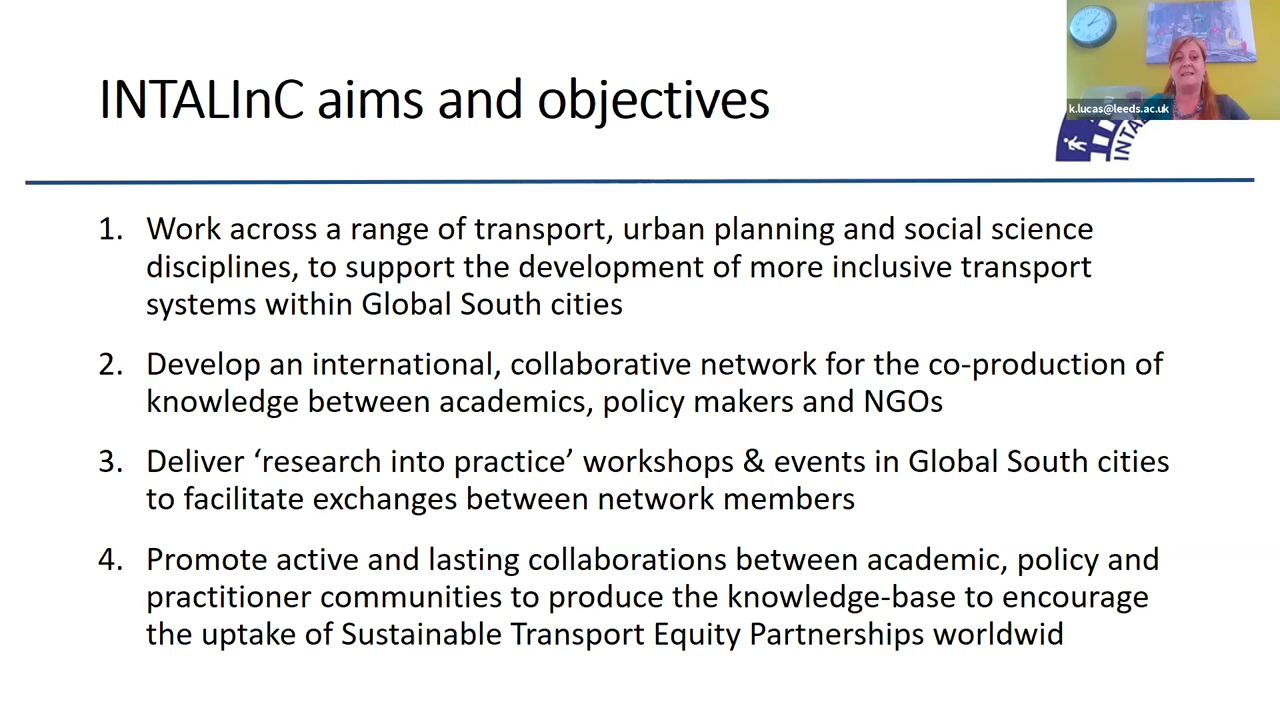 INTALInC aims and objectives
k.lucas@leeds.ac.uk
INTA
1. Work across a range of transport, urban planning and social science
disciplines, to support the development of more inclusive transport
systems within Global South cities
2. Develop an international, collaborative network for the co-production of
knowledge between academics, policy makers and NGOs
3. Deliver ‘research into practice’ workshops & events in Global South cities
to facilitate exchanges between network members
4. Promote active and lasting collaborations between academic, policy and
practitioner communities to produce the knowledge-base to encourage
the uptake of Sustainable Transport Equity Partnerships worldwid